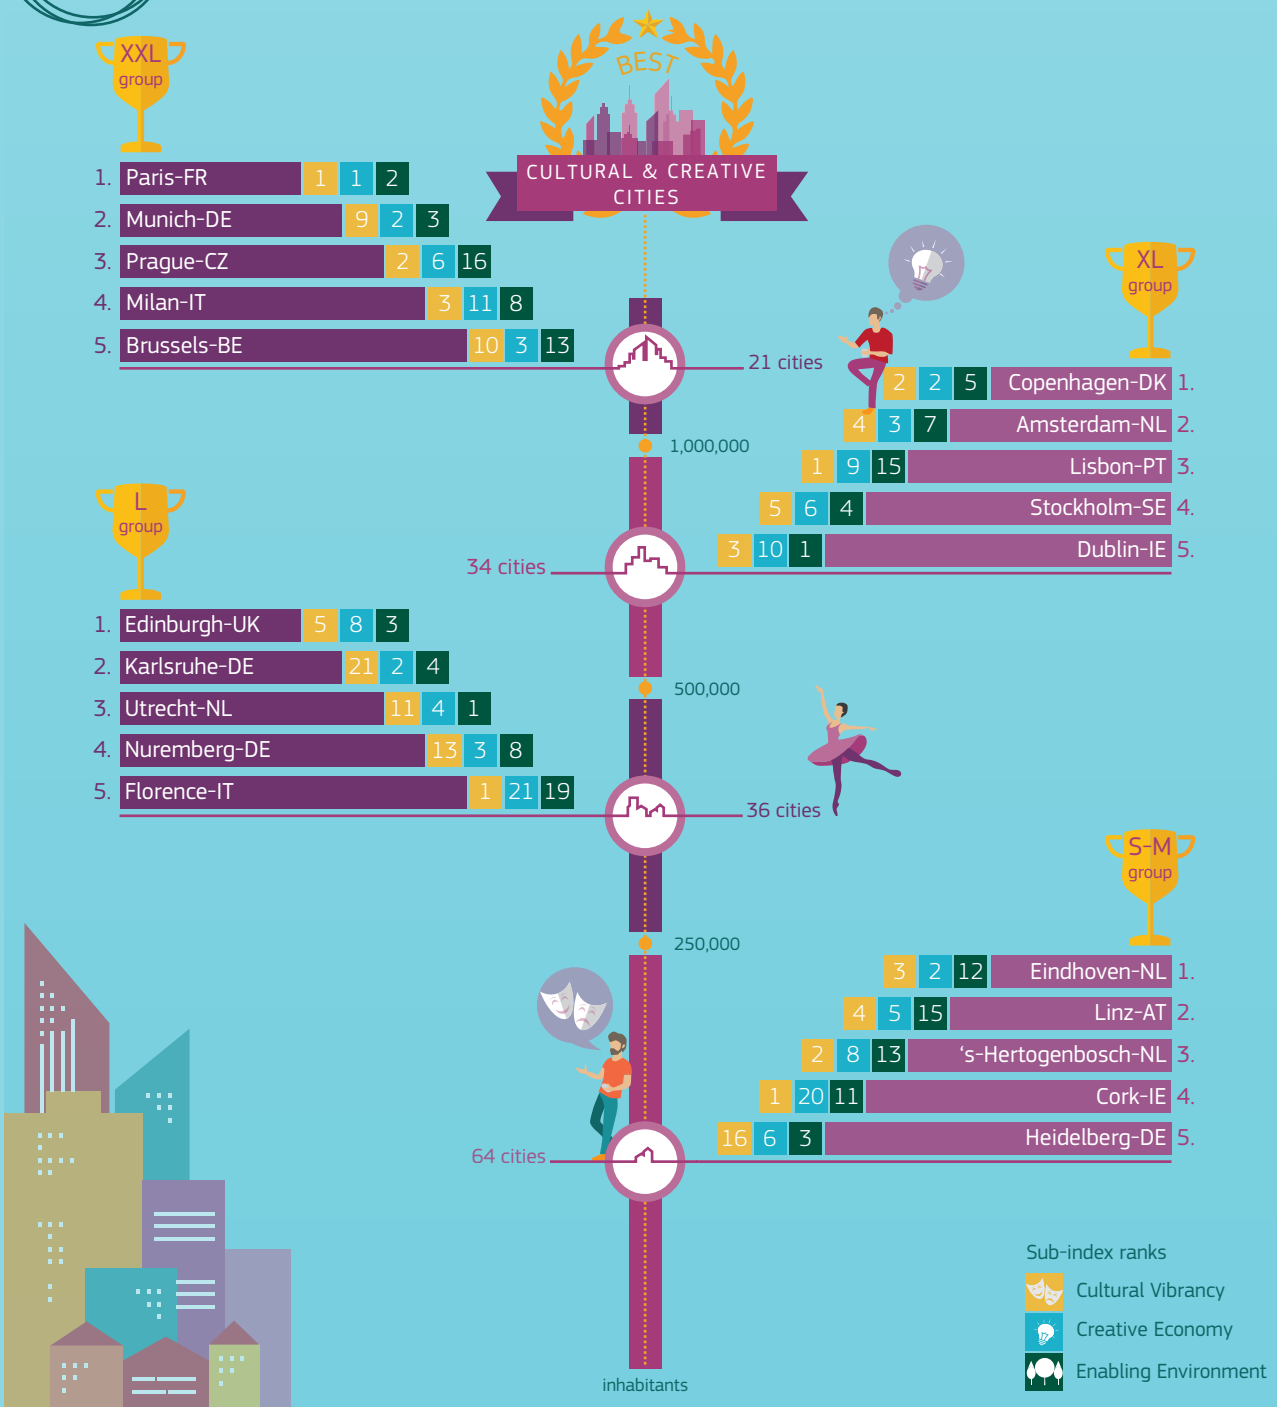 BEST
CULTURAL & CREATIVE
CITIES
XXL
group
1. Paris-FR 1 1 2
2. Munich-DE 9 2 3
3. Prague-CZ 2 6 16
4. Milan-IT 3 11 8
5. Brussels-BE 10 3 13
21 cities
XL
group
2 2 5 Copenhagen-DK 1.
4 3 7 Amsterdam-NL 2.
1 9 15 Lisbon-PT 3.
5 6 4 Stockholm-SE 4.
3 10 1 Dublin-IE 5.
1,000,000
34 cities
L
group
1. Edinburgh-UK 5 8 3
2. Karlsruhe-DE 21 2 4
3. Utrecht-NL 11 4 1
4. Nuremberg-DE 13 3 8
5. Florence-IT 1 21 19
500,000
36 cities
S-M
group
3 2 12 Eindhoven-NL 1.
4 5 15 Linz-AT 2.
2 8 13 ‘s-Hertogenbosch-NL 3.
1 20 11 Cork-IE 4.
16 6 3 Heidelberg-DE 5.
250,000
64 cities
inhabitants
Sub-index ranks
Cultural Vibrancy
Creative Economy
Enabling Environment